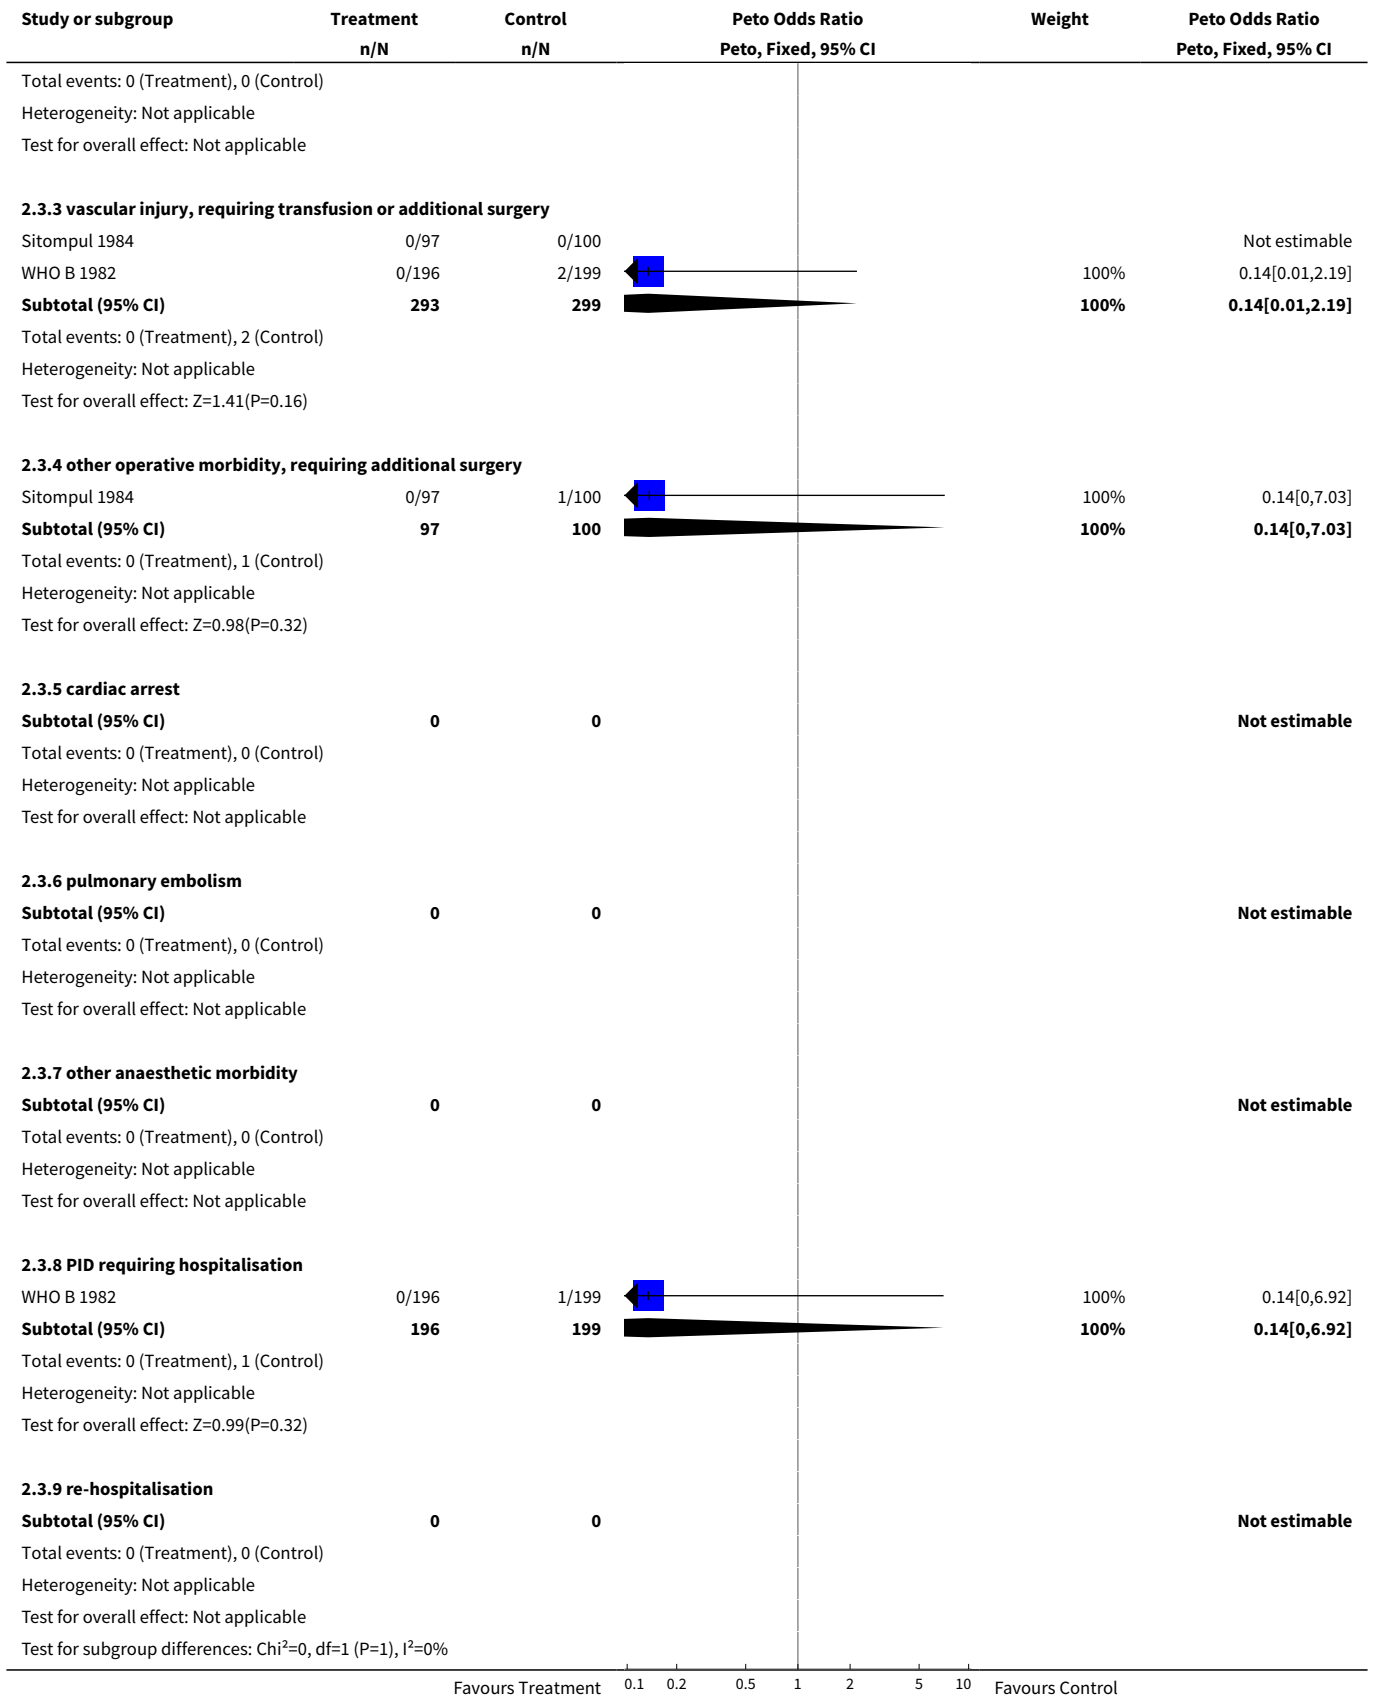 Study or subgroup Treatment Control Peto Odds Ratio Weight Peto Odds Ratio
n/N n/N Peto, Fixed, 95% CI Peto, Fixed, 95% CI
Total events: 0 (Treatment), 0 (Control)
Heterogeneity: Not applicable
Test for overall effect: Not applicable
2.3.3 vascular injury, requiring transfusion or additional surgery
Sitompul 1984 0/97 0/100 Not estimable
WHO B 1982 0/196 2/199 100% 0.14[0.01,2.19]
Subtotal (95% CI) 293 299 100% 0.14[0.01,2.19]
Total events: 0 (Treatment), 2 (Control)
Heterogeneity: Not applicable
Test for overall effect: Z=1.41(P=0.16)
2.3.4 other operative morbidity, requiring additional surgery
Sitompul 1984 0/97 1/100 100% 0.14[0,7.03]
Subtotal (95% CI) 97 100 100% 0.14[0,7.03]
Total events: 0 (Treatment), 1 (Control)
Heterogeneity: Not applicable
Test for overall effect: Z=0.98(P=0.32)
2.3.5 cardiac arrest
Subtotal (95% CI) 0 0 Not estimable
Total events: 0 (Treatment), 0 (Control)
Heterogeneity: Not applicable
Test for overall effect: Not applicable
2.3.6 pulmonary embolism
Subtotal (95% CI) 0 0 Not estimable
Total events: 0 (Treatment), 0 (Control)
Heterogeneity: Not applicable
Test for overall effect: Not applicable
2.3.7 other anaesthetic morbidity
Subtotal (95% CI) 0 0 Not estimable
Total events: 0 (Treatment), 0 (Control)
Heterogeneity: Not applicable
Test for overall effect: Not applicable
2.3.8 PID requiring hospitalisation
WHO B 1982 0/196 1/199 100% 0.14[0,6.92]
Subtotal (95% CI) 196 199 100% 0.14[0,6.92]
Total events: 0 (Treatment), 1 (Control)
Heterogeneity: Not applicable
Test for overall effect: Z=0.99(P=0.32)
2.3.9 re-hospitalisation
Subtotal (95% CI) 0 0 Not estimable
Total events: 0 (Treatment), 0 (Control)
Heterogeneity: Not applicable
Test for overall effect: Not applicable
Test for subgroup differences: Chi²=0, df=1 (P=1), I²=0%
Favours Treatment 0.1 0.2 0.5 1 2 5 10 Favours Control